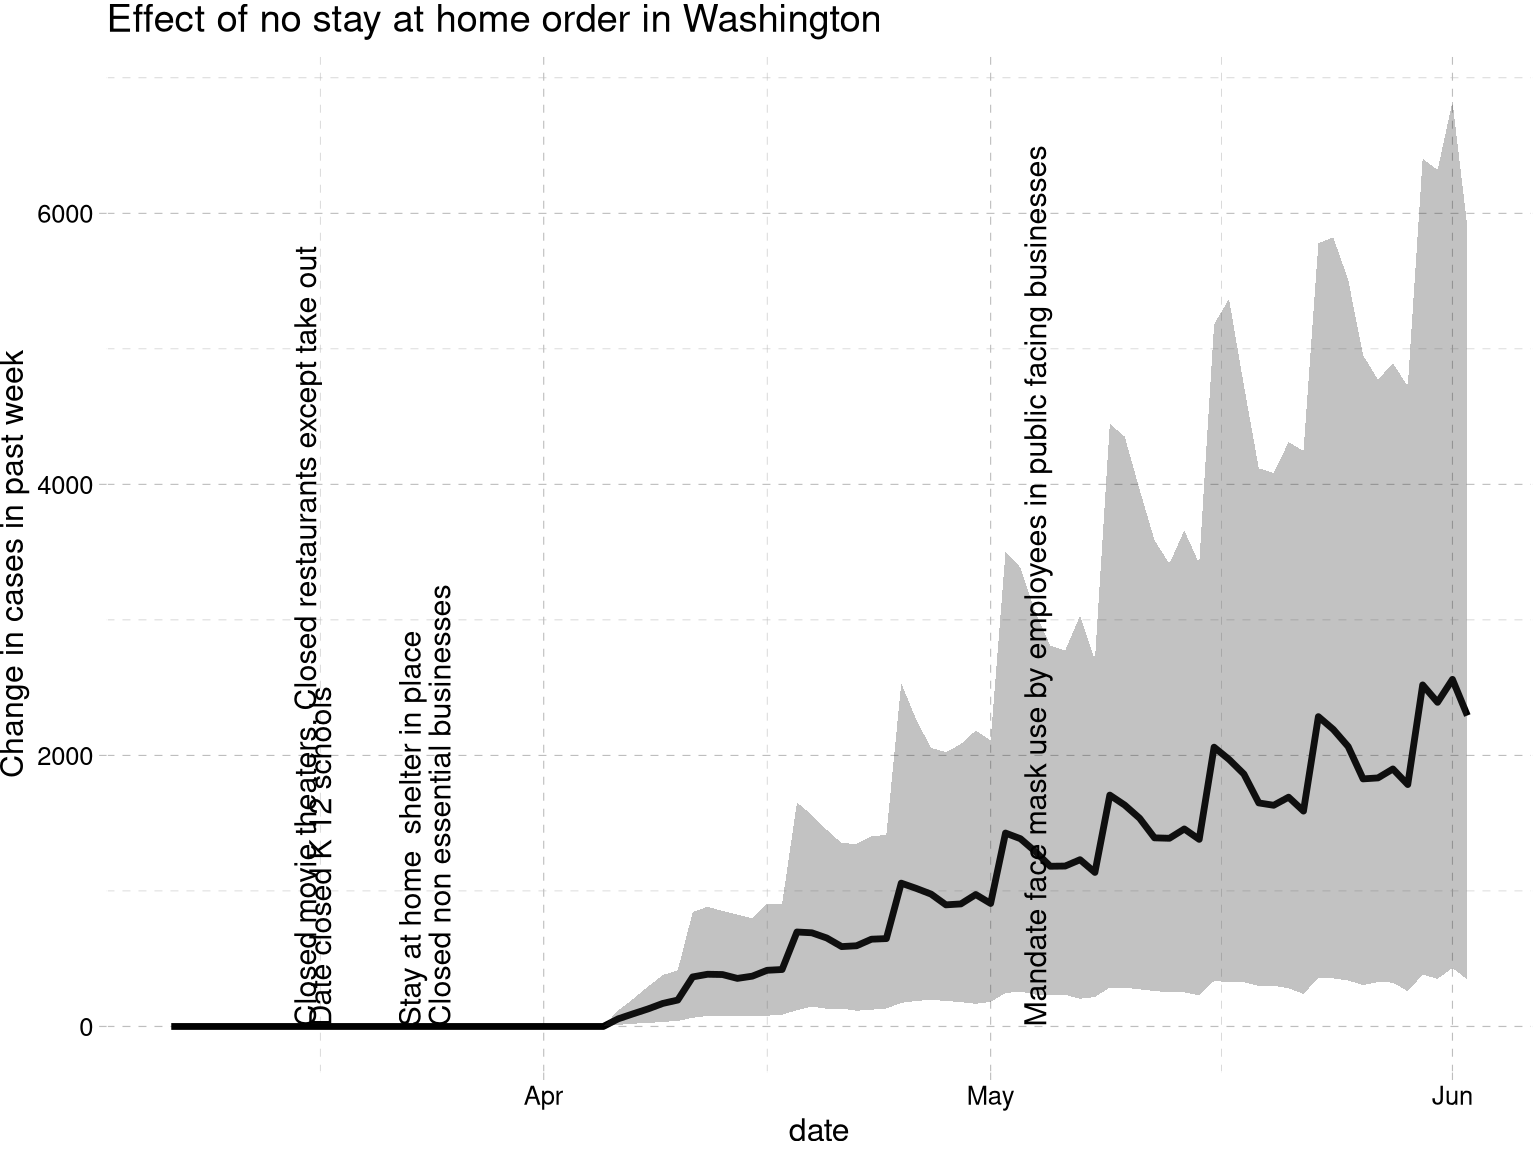 Effect of no stay at home order in Washington
Change in cases in past week
6000
4000
2000
0
Closed movie theaters, Closed restaurants except take out
Date closed K 12 schools
Stay at home  shelter in place
Closed non essential businesses
Mandate face mask use by employees in public facing businesses
Apr
May
Jun
date